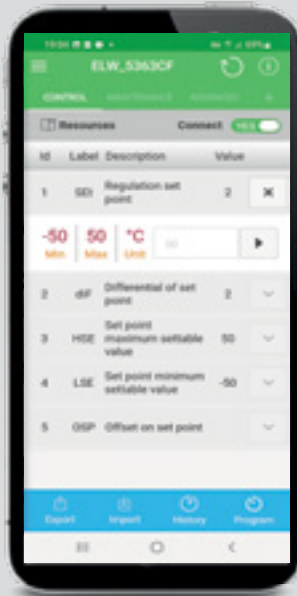 19:04
ELW_5363CF
CONTROL MAINTENANCE ADVANCED
Resources Connect YES
Id Label Description Value
1 SEt Regulation set point 2
-50 50 °C
Min Max Unit
2 diF Differential of set point 2
3 HSE Set point maximum settable value 50
4 LSE Set point minimum settable value -50
5 OSP Offset on set point
Export Import History Program